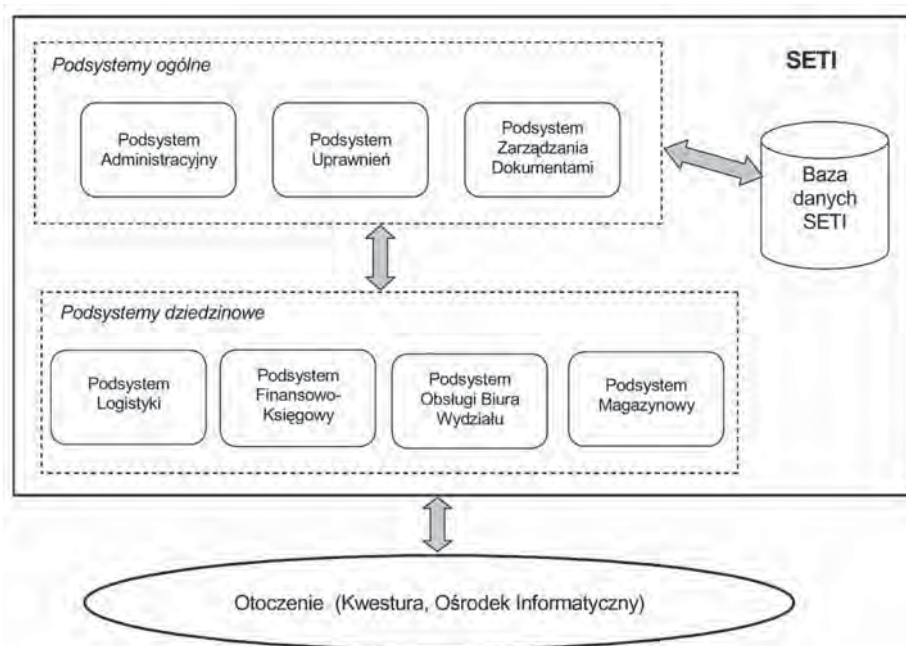 SETI
Podsystemy ogólne
Podsystem
Administracyjny
Podsystem
Uprawnień
Podsystem
Zarządzania
Dokumentami
Baza
danych
SETI
Podsystemy dziedzinowe
Podsystem
Logistyki
Podsystem
Finansowo-
Księgowy
Podsystem
Obsługi Biura
Wydziału
Podsystem
Magazynowy
Otoczenie (Kwestura, Ośrodek Informatyczny)